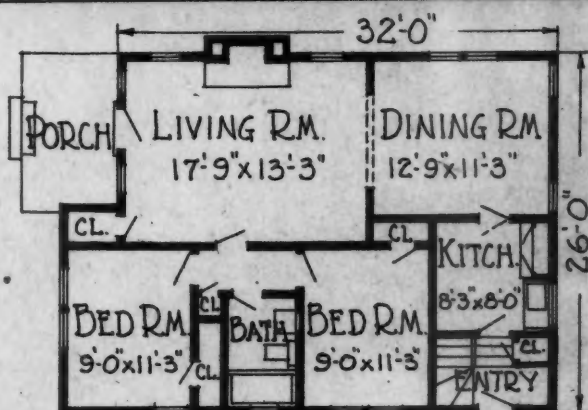 32'-0"
PORCH
LIVING RM.
17'-9"x13'-3"
DINING RM
12'-9"x11'-3"
26'-0"
CL.
CL
KITCH.
8'-3"x8'-0"
BED RM.
9'-0"x11'-3"
CL
CL.
BATH
BED RM.
9'-0"x11'-3"
CL.
ENTRY